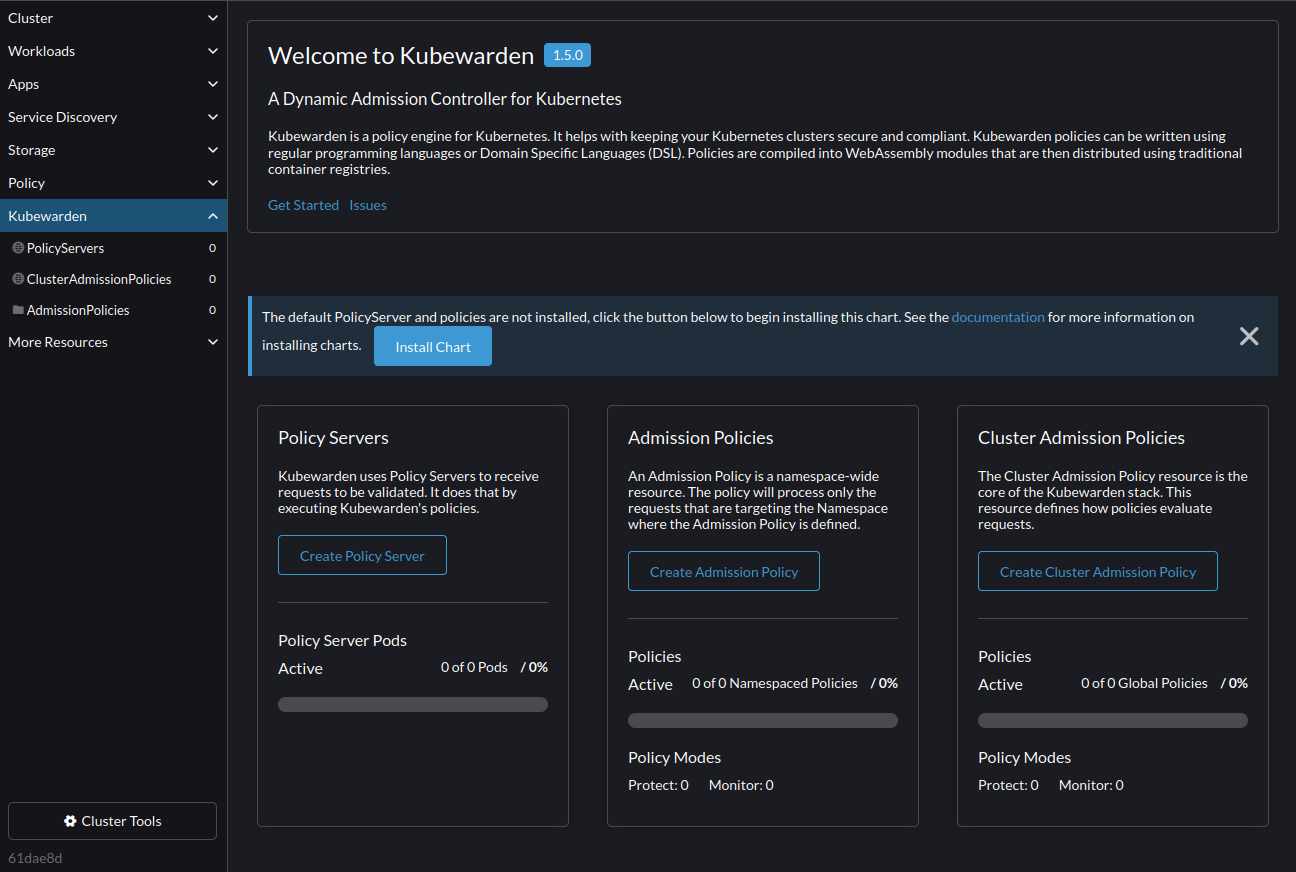 Cluster
Workloads
Apps
Service Discovery
Storage
Policy
Kubewarden
PolicyServers 0
ClusterAdmissionPolicies 0
AdmissionPolicies 0
More Resources
Cluster Tools
61dae8d
Welcome to Kubewarden 1.5.0
A Dynamic Admission Controller for Kubernetes
Kubewarden is a policy engine for Kubernetes. It helps with keeping your Kubernetes clusters secure and compliant. Kubewarden policies can be written using
regular programming languages or Domain Specific Languages (DSL). Policies are compiled into WebAssembly modules that are then distributed using traditional
container registries.
Get Started Issues
The default PolicyServer and policies are not installed, click the button below to begin installing this chart. See the documentation for more information on
installing charts. Install Chart
Policy Servers
Kubewarden uses Policy Servers to receive
requests to be validated. It does that by
executing Kubewarden's policies.
Create Policy Server
Policy Server Pods
Active 0 of 0 Pods / 0%
Admission Policies
An Admission Policy is a namespace-wide
resource. The policy will process only the
requests that are targeting the Namespace
where the Admission Policy is defined.
Create Admission Policy
Policies
Active 0 of 0 Namespaced Policies / 0%
Policy Modes
Protect: 0 Monitor: 0
Cluster Admission Policies
The Cluster Admission Policy resource is the
core of the Kubewarden stack. This
resource defines how policies evaluate
requests.
Create Cluster Admission Policy
Policies
Active 0 of 0 Global Policies / 0%
Policy Modes
Protect: 0 Monitor: 0